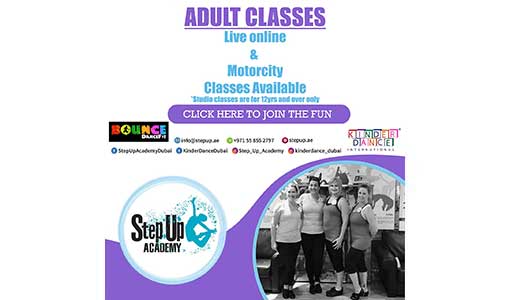 ADULT CLASSES
Live online
&
Motorcity
Classes Available
*Studio classes are for 12yrs and over only
CLICK HERE TO JOIN THE FUN
BOUNCE
DANCEFIT
info@stepup.ae
+971 55 855 2797
stepup.ae
KINDER
DANCE
INTERNATIONAL
StepUpAcademyDubai
KinderDanceDubai
Step_Up_Academy
kinderdance_dubai
Step Up
ACADEMY